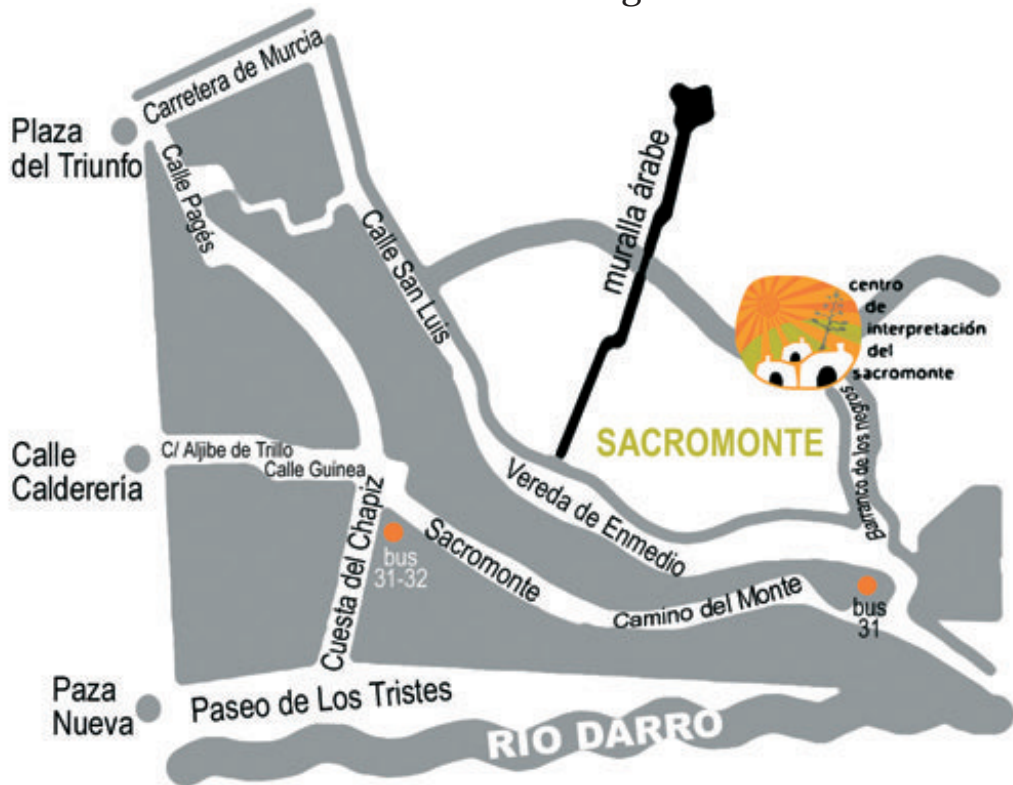 Carretera de Murcia
Plaza
del Triunfo
Calle Pagés
Calle San Luis
muralla árabe
centro
de
interpretación
del
sacromonte
Barranco de los negros
SACROMONTE
C/ Aljibe de Trillo
Calle
Calderería
Calle Guinea
Cuesta del Chapiz
bus
31-32
Sacromonte
Vereda de Enmedio
Camino del Monte
bus
31
Paza
Nueva
Paseo de Los Tristes
RIO DARRO